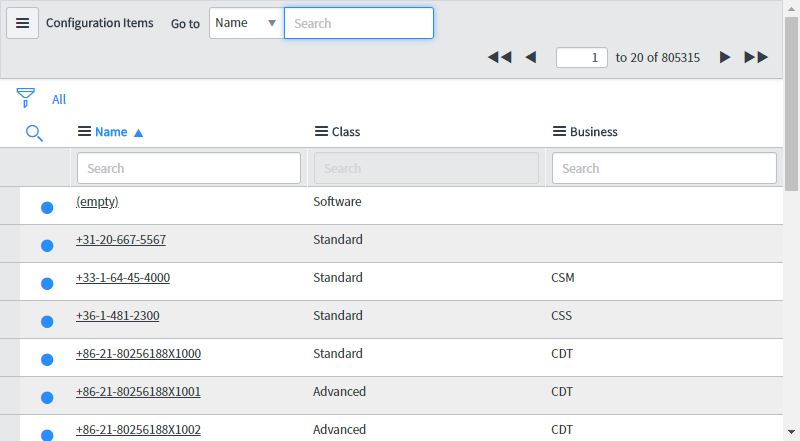 Configuration Items Go to Name Search
1 to 20 of 805315
All
Name Class Business
Search Search Search
(empty) Software
+31-20-667-5567 Standard
+33-1-64-45-4000 Standard CSM
+36-1-481-2300 Standard CSS
+86-21-80256188X1000 Standard CDT
+86-21-80256188X1001 Advanced CDT
+86-21-80256188X1002 Advanced CDT